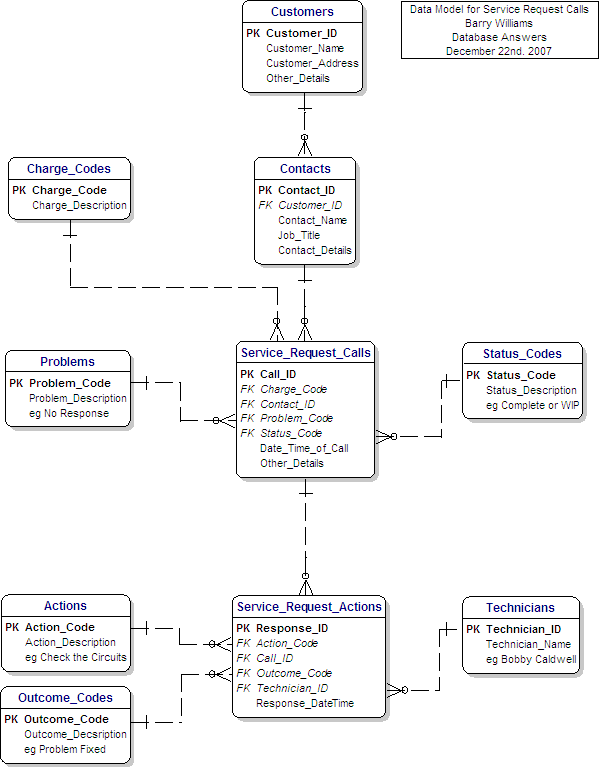 Customers
PK Customer_ID
Customer_Name
Customer_Address
Other_Details
Data Model for Service Request Calls
Barry Williams
Database Answers
December 22nd. 2007
Charge_Codes
PK Charge_Code
Charge_Description
Contacts
PK Contact_ID
FK Customer_ID
Contact_Name
Job_Title
Contact_Details
Problems
PK Problem_Code
Problem_Description
eg No Response
Service_Request_Calls
PK Call_ID
FK Charge_Code
FK Contact_ID
FK Problem_Code
FK Status_Code
Date_Time_of_Call
Other_Details
Status_Codes
PK Status_Code
Status_Description
eg Complete or WIP
Actions
PK Action_Code
Action_Description
eg Check the Circuits
Service_Request_Actions
PK Response_ID
FK Action_Code
FK Call_ID
FK Outcome_Code
FK Technician_ID
Response_DateTime
Technicians
PK Technician_ID
Technician_Name
eg Bobby Caldwell
Outcome_Codes
PK Outcome_Code
Outcome_Decsription
eg Problem Fixed